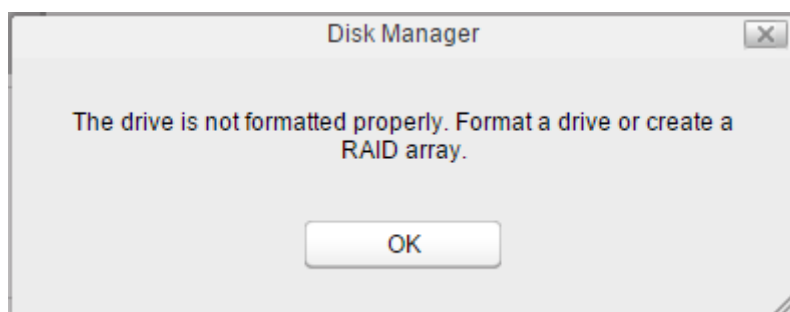 Disk Manager
The drive is not formatted properly. Format a drive or create a
RAID array.
OK